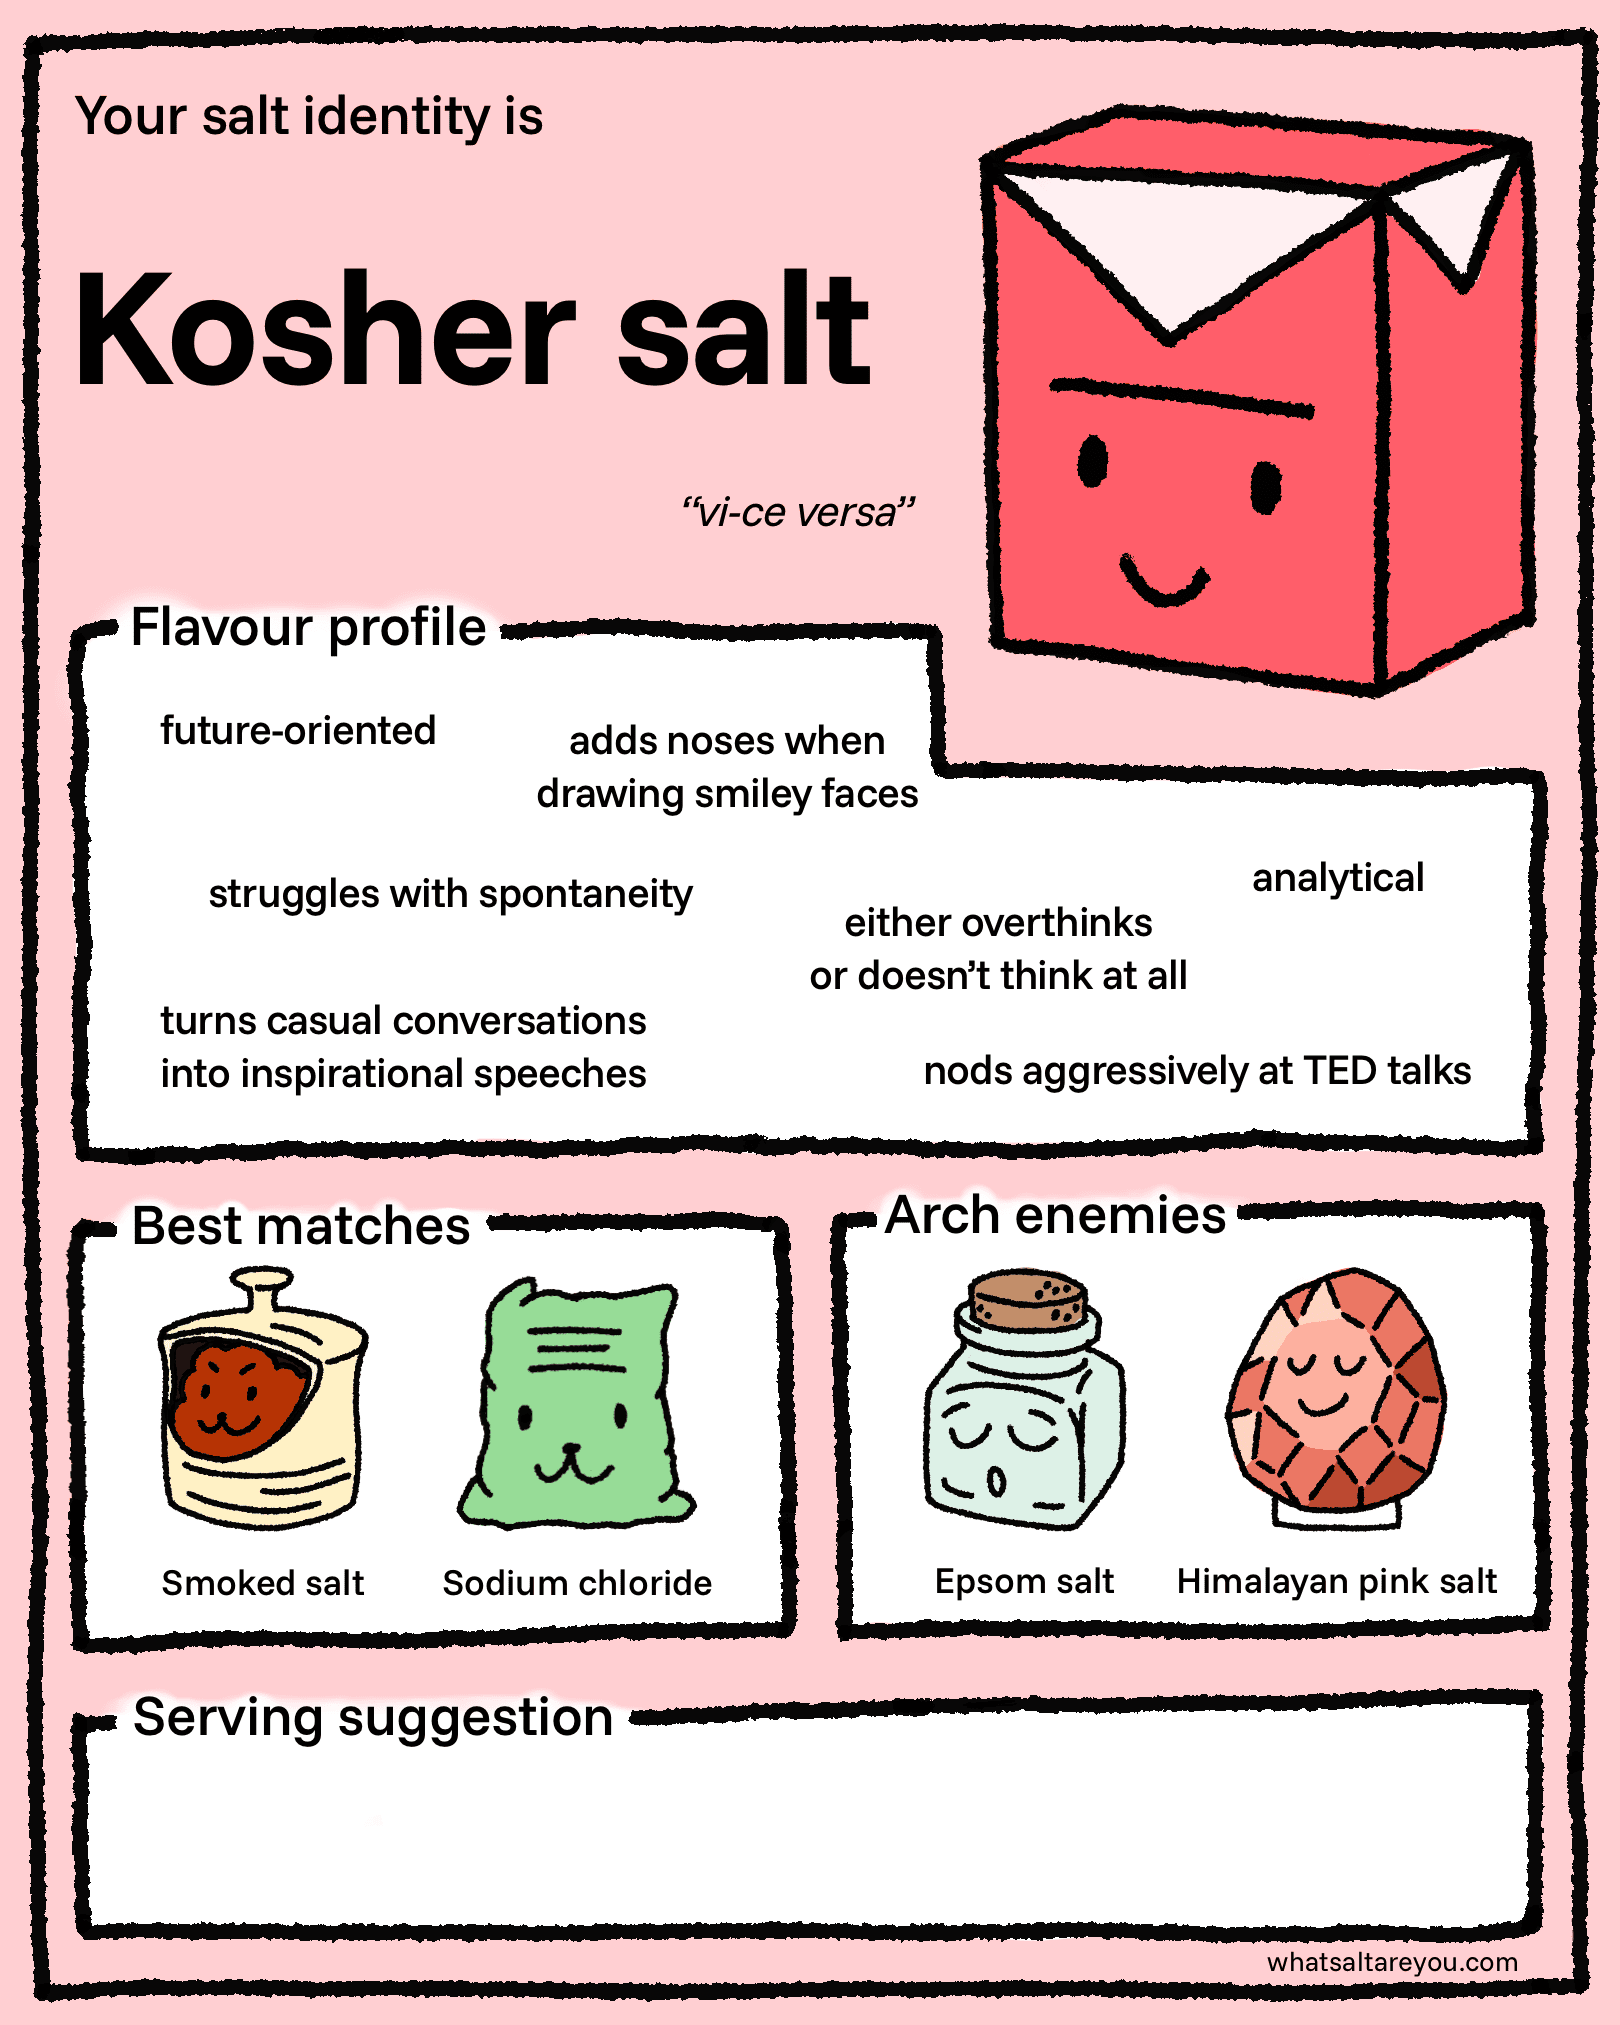 Your salt identity is
Kosher salt
“vi-ce versa”
Flavour profile
future-oriented
adds noses when
drawing smiley faces
struggles with spontaneity
analytical
either overthinks
or doesn’t think at all
turns casual conversations
into inspirational speeches
nods aggressively at TED talks
Best matches
Smoked salt
Sodium chloride
Arch enemies
Epsom salt
Himalayan pink salt
Serving suggestion
whatsaltareyou.com